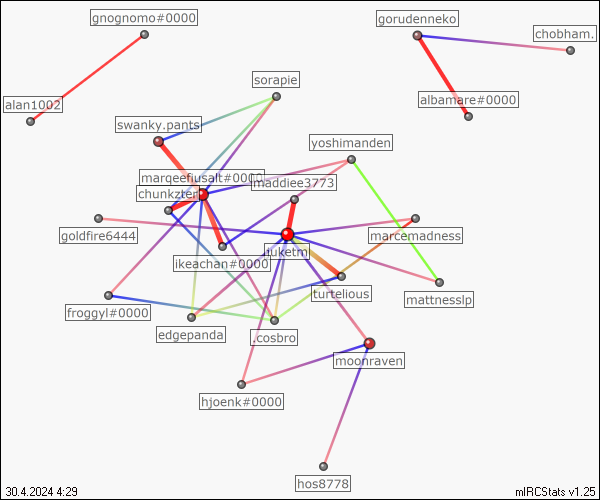 gnognomo#0000
gorudenneko
chobham.
sorapie
alan1002
albamare#0000
swanky.pants
yoshimanden
marqeefiusalt#0000
maddiee3773
chunkzter
goldfire6444
marcemadness
juketm
ikeachan#0000
turtelious
mattnesslp
froggyl#0000
edgepanda
.cosbro
moonraven
hjoenk#0000
hos8778
30.4.2024 4:29
mIRCStats v1.25